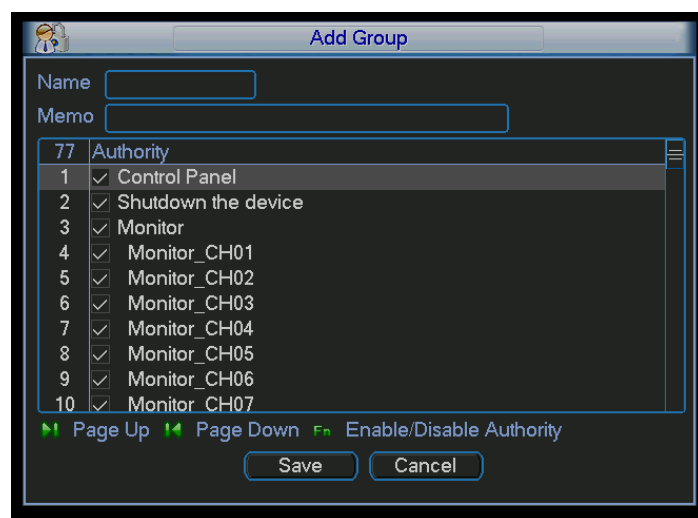 Add Group
Name
Memo
77 Authority
1 Control Panel
2 Shutdown the device
3 Monitor
4 Monitor_CH01
5 Monitor_CH02
6 Monitor_CH03
7 Monitor_CH04
8 Monitor_CH05
9 Monitor_CH06
10 Monitor_CH07
Page Up Page Down Fn Enable/Disable Authority
Save Cancel